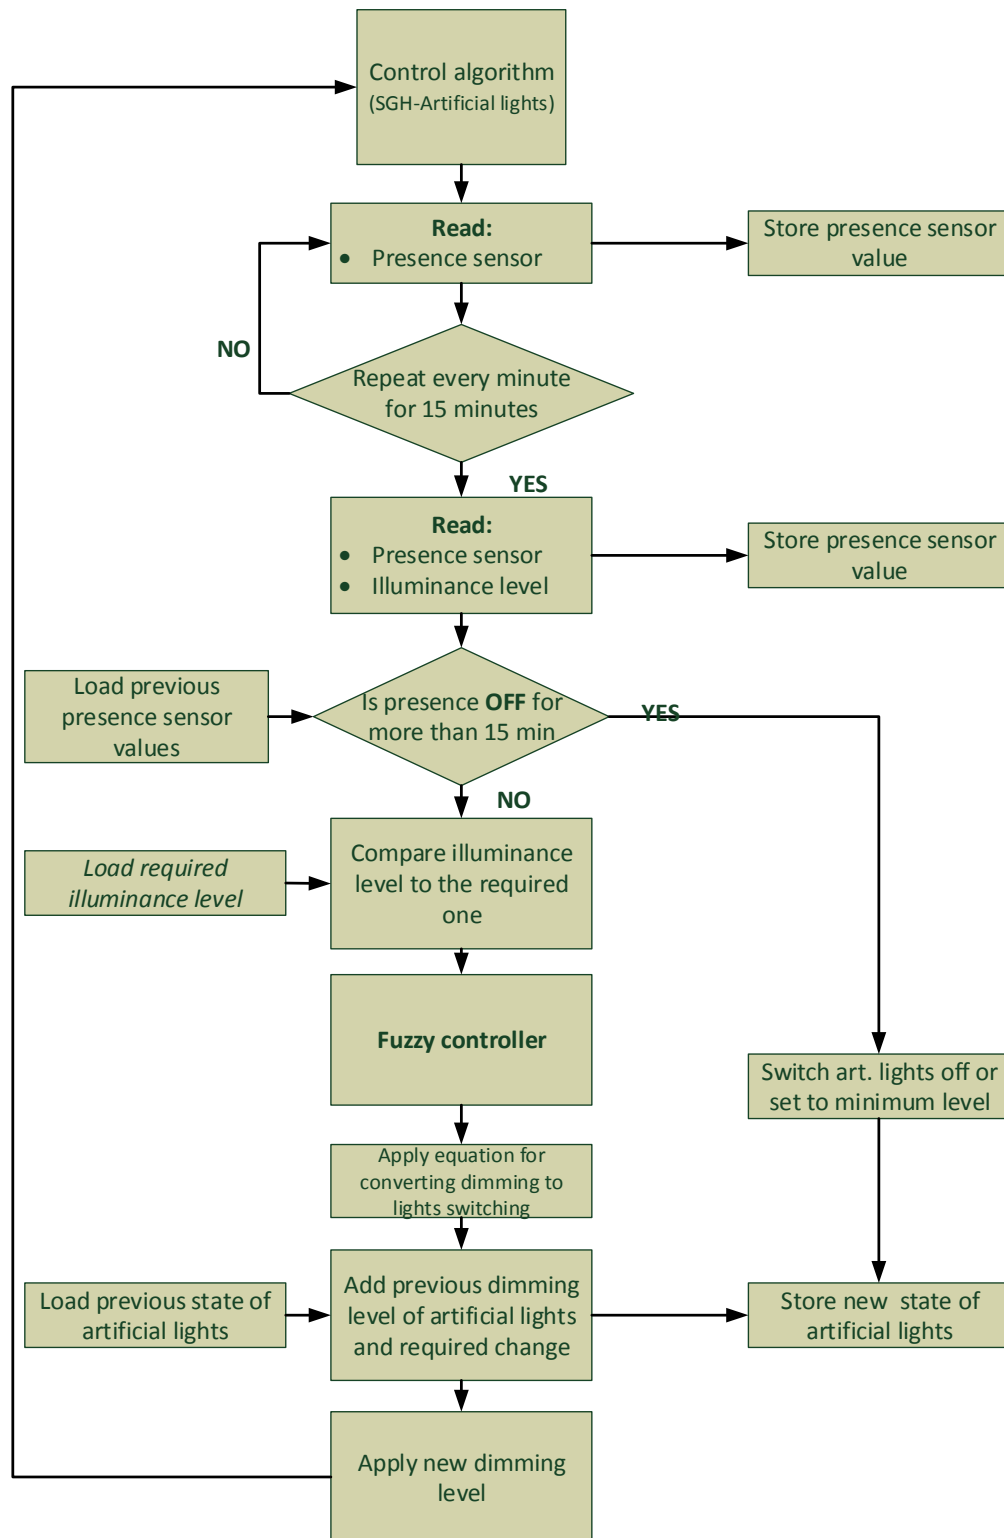 Control algorithm
(SGH-Artificial lights)
Read:
• Presence sensor
Store presence sensor
value
NO
Repeat every minute
for 15 minutes
YES
Read:
• Presence sensor
• Illuminance level
Store presence sensor
value
Load previous
presence sensor
values
Is presence OFF for
more than 15 min
YES
NO
Load required
illuminance level
Compare illuminance
level to the required
one
Fuzzy controller
Switch art. lights off or
set to minimum level
Apply equation for
converting dimming to
lights switching
Load previous state of
artificial lights
Add previous dimming
level of artificial lights
and required change
Store new state of
artificial lights
Apply new dimming
level